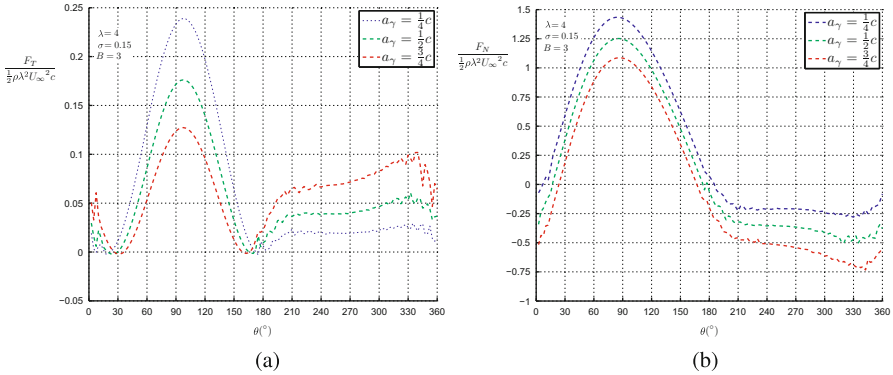 0.25
0.2
0.15
0.1
0.05
0
−0.05
F_T
½ρλ²U∞²c
λ = 4
σ = 0.15
B = 3
a_γ = ¼c
a_γ = ½c
a_γ = ¾c
0 30 60 90 120 150 180 210 240 270 300 330 360
θ(°)
(a)
1.5
1.25
1
0.75
0.5
0.25
0
−0.25
−0.5
−0.75
−1
F_N
½ρλ²U∞²c
λ = 4
σ = 0.15
B = 3
a_γ = ¼c
a_γ = ½c
a_γ = ¾c
0 30 60 90 120 150 180 210 240 270 300 330 360
θ(°)
(b)